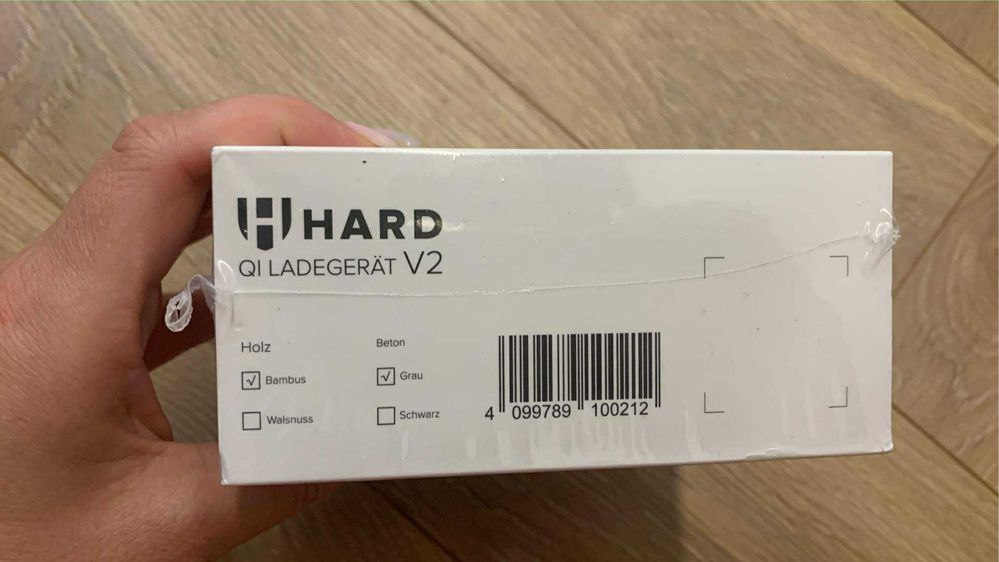 HARD
QI LADEGERÄT V2
Holz
Bambus
Walsnuss
Beton
Grau
Schwarz
4 099789 100212